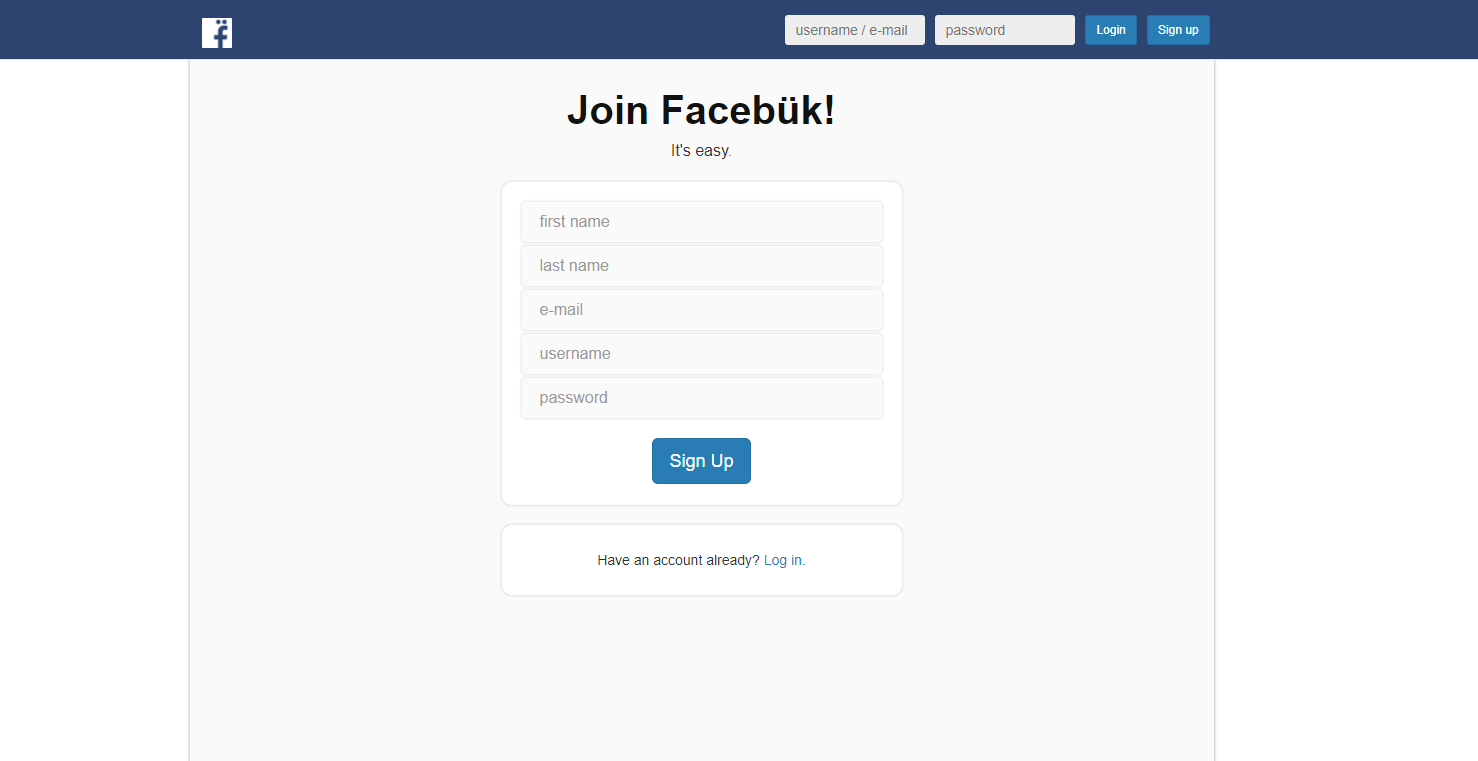 f̈ username / e-mail password Login Sign up
Join Facebük!
It's easy.
first name
last name
e-mail
username
password
Sign Up
Have an account already? Log in.